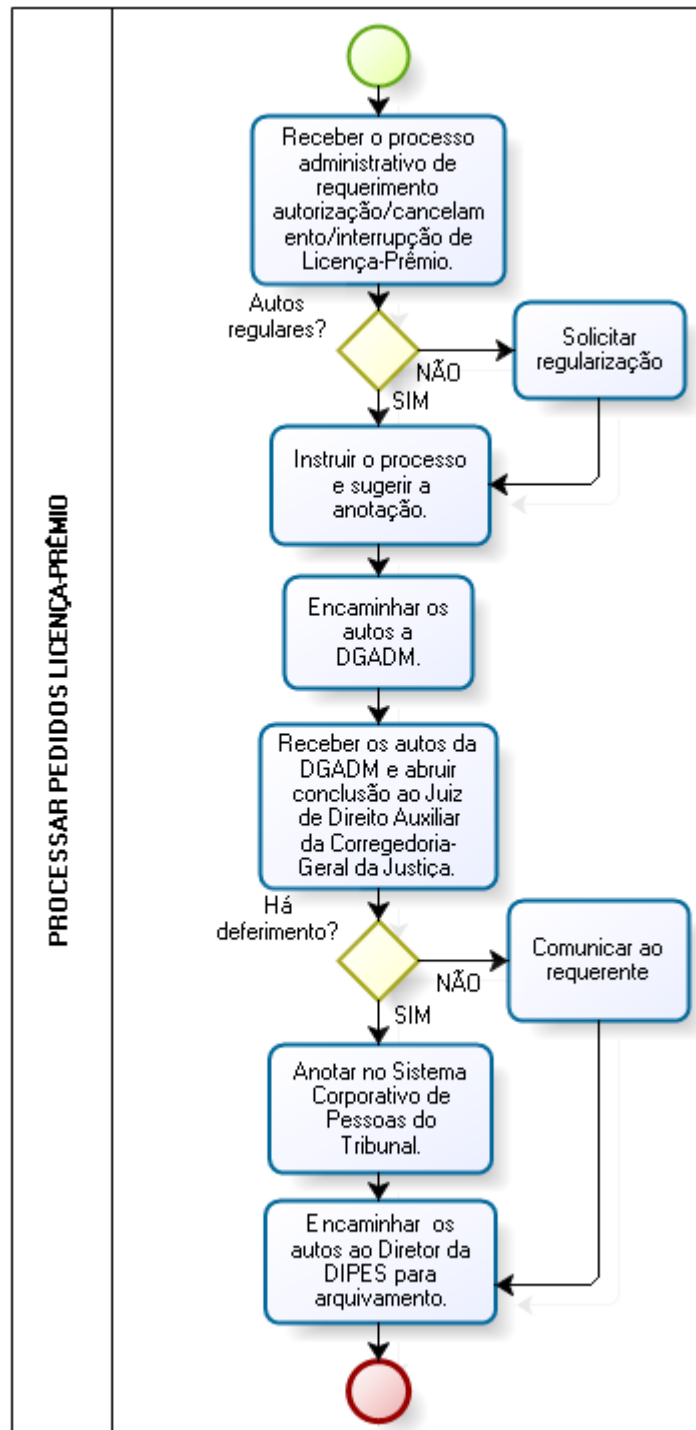 PROCESSAR PEDIDOS LICENÇA-PRÊMIO
Receber o processo
administrativo de
requerimento
autorização/cancelam
ento/interrupção de
Licença-Prêmio.
Autos
regulares?
NÃO
Solicitar
regularização
SIM
Instruir o processo
e sugerir a
anotação.
Encaminhar os
autos a
DGADM.
Receber os autos da
DGADM e abruir
conclusão ao Juiz
de Direito Auxiliar
da Corregedoria-
Geral da Justiça.
Há
deferimento?
NÃO
Comunicar ao
requerente
SIM
Anotar no Sistema
Corporativo de
Pessoas do
Tribunal.
Encaminhar os
autos ao Diretor da
DIPES para
arquivamento.